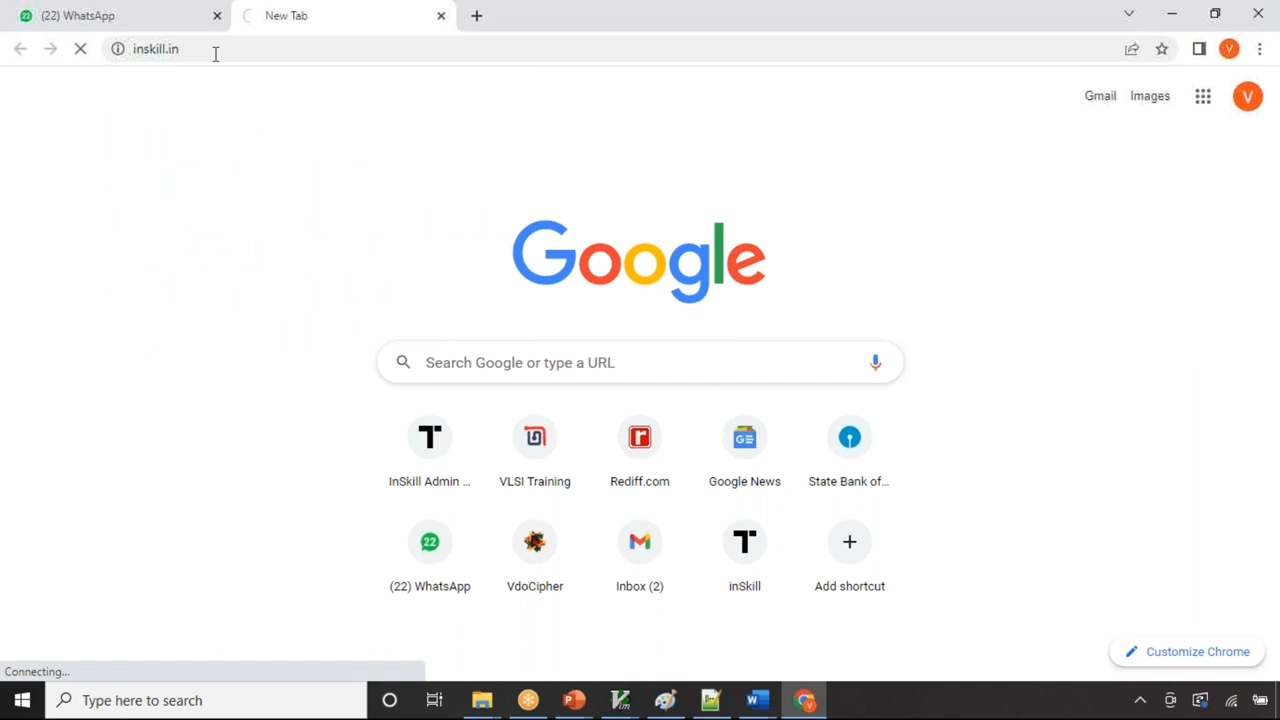 (22) WhatsApp
New Tab
inskill.in
V
Gmail
Images
V
Google
Search Google or type a URL
InSkill Admin ...
VLSI Training
Rediff.com
Google News
State Bank of...
22
(22) WhatsApp
VdoCipher
Inbox (2)
inSkill
Add shortcut
Customize Chrome
Connecting...
Type here to search